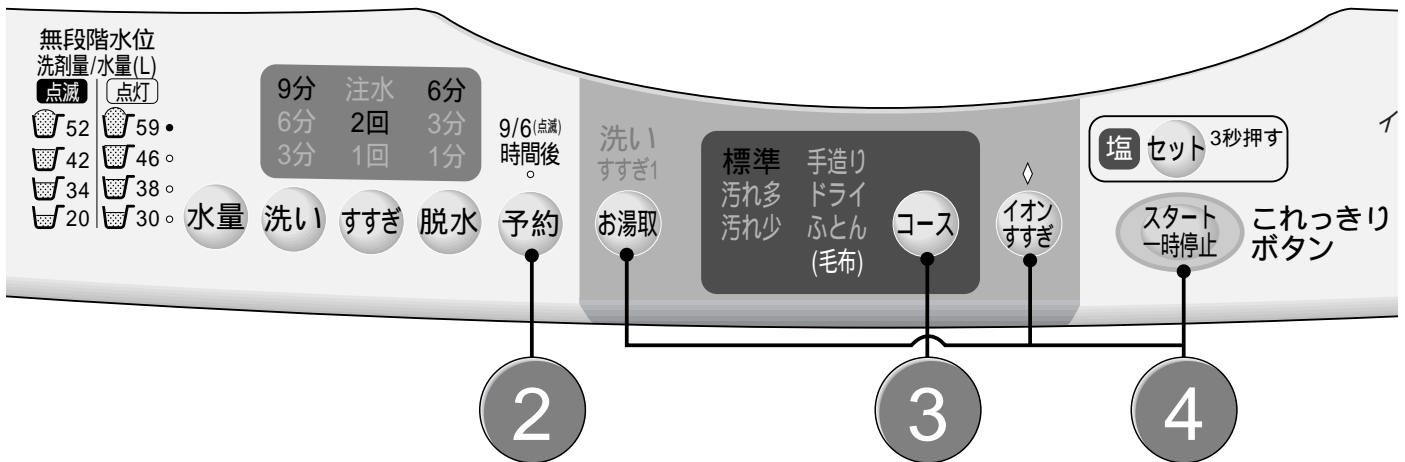 無段階水位
洗剤量/水量(L)
点滅 点灯
52 59
42 46
34 38
20 30
水量
9分 注水 6分
6分 2回 3分
3分 1回 1分
洗い
すすぎ
脱水
9/6(点滅)
時間後
予約
洗い
すすぎ1
お湯取
標準 手造り
汚れ多 ドライ
汚れ少 ふとん
(毛布)
コース
イオン
すすぎ
塩 セット 3秒押す
スタート
一時停止
これっきり
ボタン
イ
2
3
4